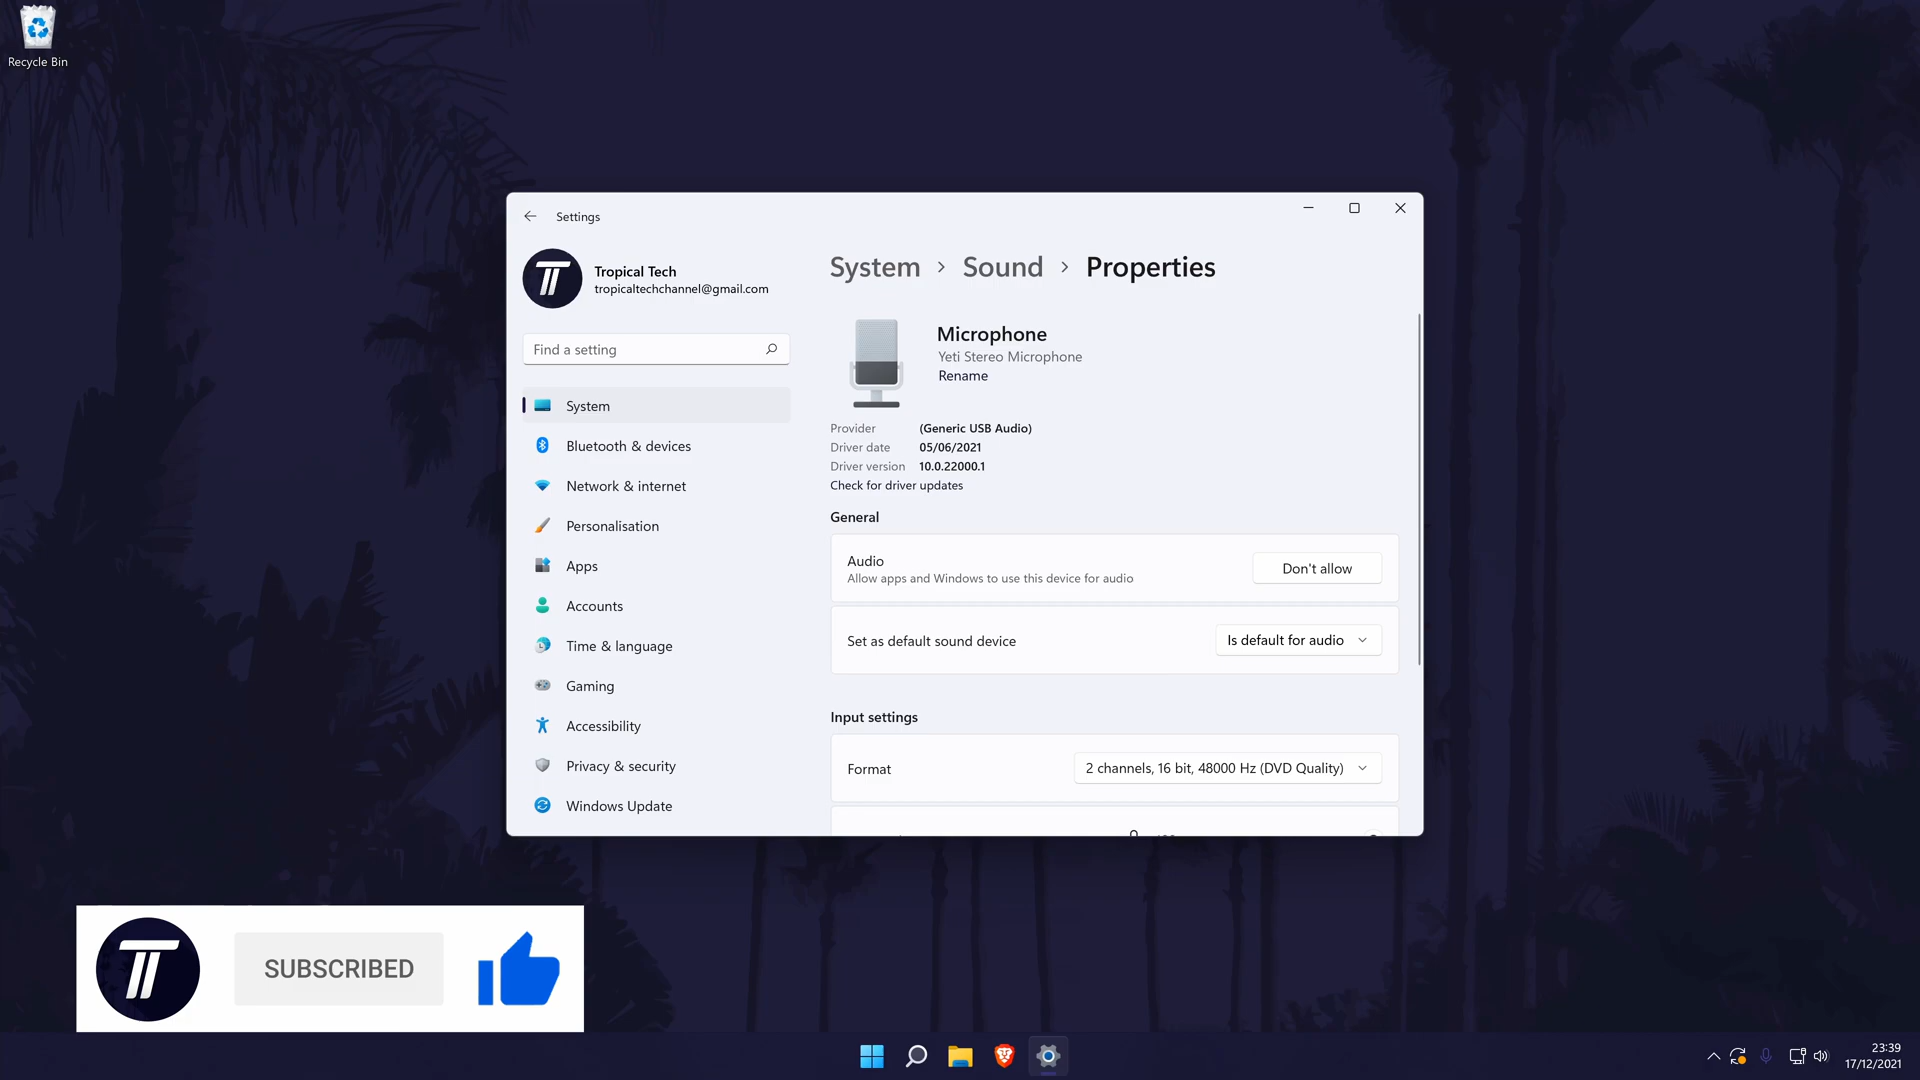 Recycle Bin
Settings
Tropical Tech
tropicaltechchannel@gmail.com
Find a setting
System
Bluetooth & devices
Network & internet
Personalisation
Apps
Accounts
Time & language
Gaming
Accessibility
Privacy & security
Windows Update
System > Sound > Properties
Microphone
Yeti Stereo Microphone
Rename
Provider (Generic USB Audio)
Driver date 05/06/2021
Driver version 10.0.22000.1
Check for driver updates
General
Audio
Allow apps and Windows to use this device for audio
Don't allow
Set as default sound device
Is default for audio
Input settings
Format
2 channels, 16 bit, 48000 Hz (DVD Quality)
TT
SUBSCRIBED
23:39
17/12/2021